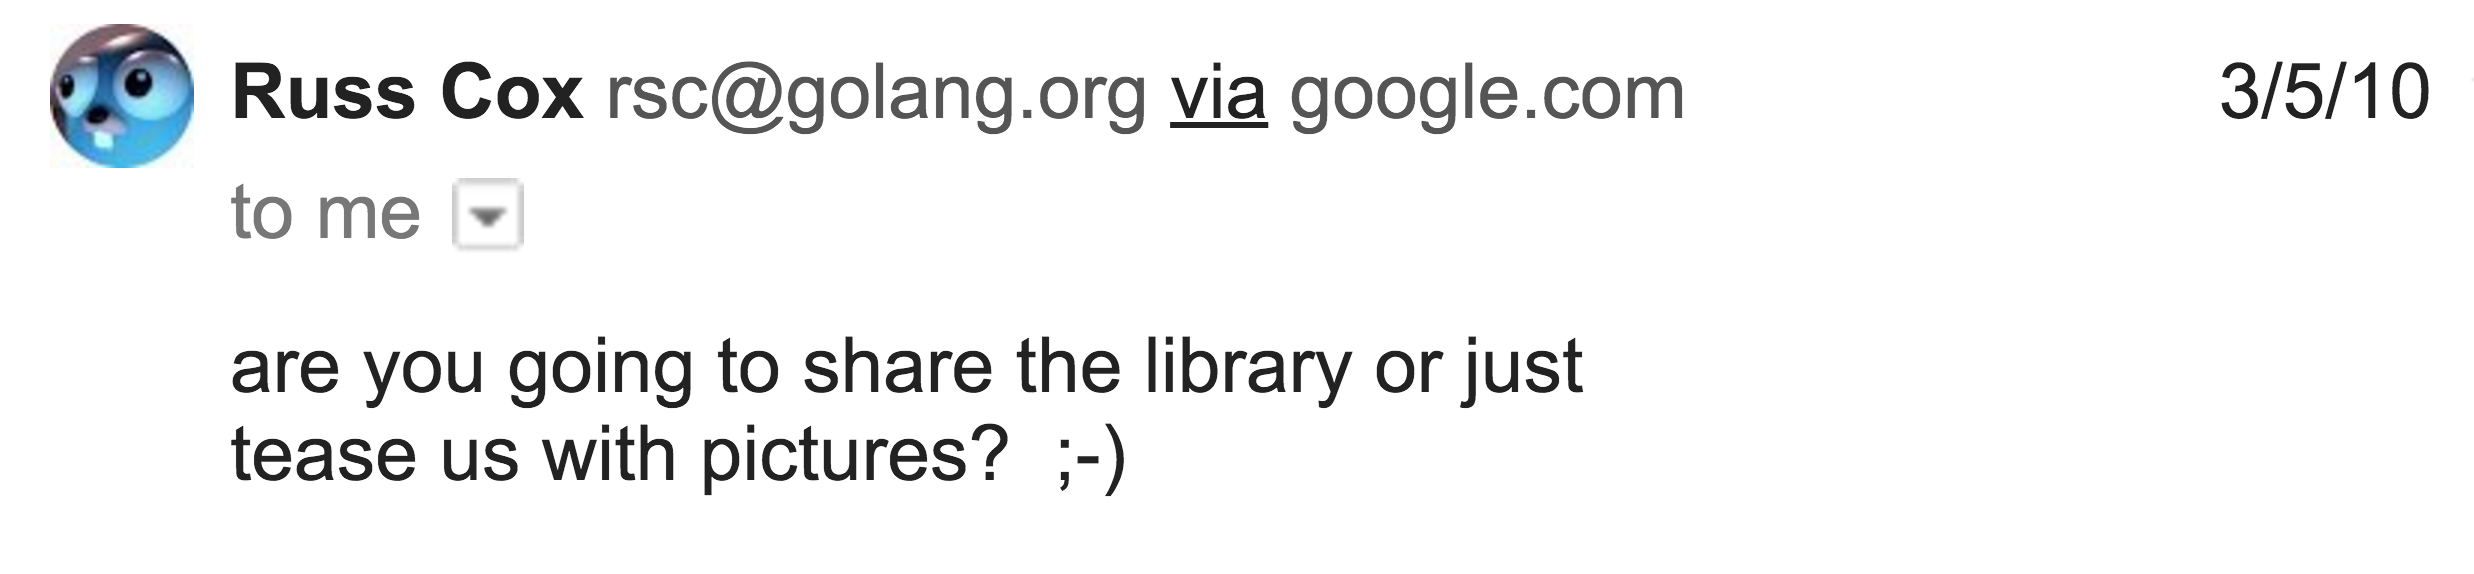 Russ Cox rsc@golang.org via google.com 3/5/10
to me
are you going to share the library or just
tease us with pictures?  ;-)